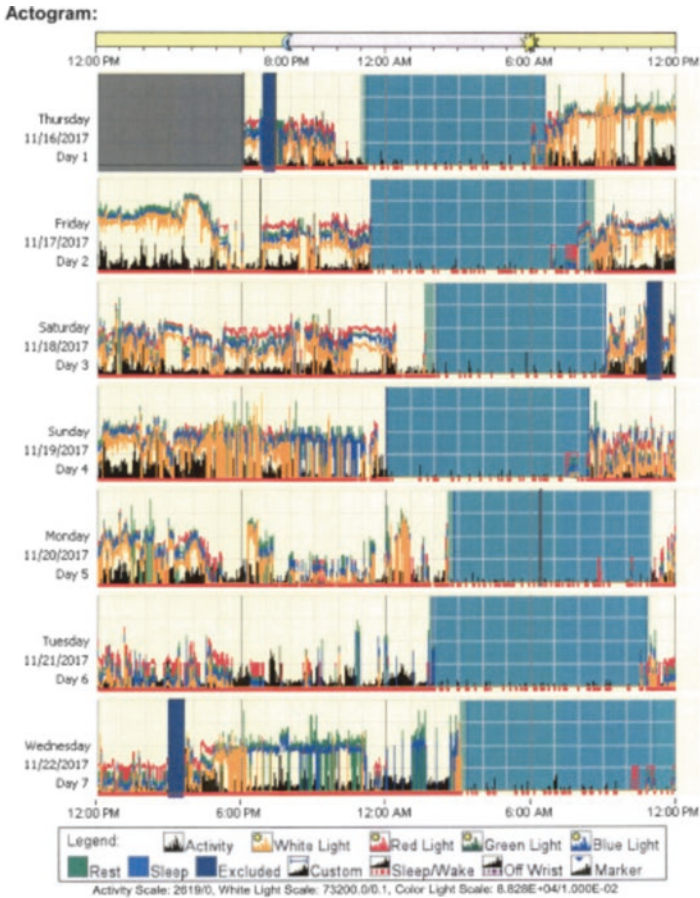 Actogram:
12:00 PM 8:00 PM 12:00 AM 6:00 AM 12:00 PM
Thursday
11/16/2017
Day 1
Friday
11/17/2017
Day 2
Saturday
11/18/2017
Day 3
Sunday
11/19/2017
Day 4
Monday
11/20/2017
Day 5
Tuesday
11/21/2017
Day 6
Wednesday
11/22/2017
Day 7
12:00 PM 6:00 PM 12:00 AM 6:00 AM 12:00 PM
Legend: Activity White Light Red Light Green Light Blue Light
Rest Sleep Excluded Custom Sleep/Wake Off Wrist Marker
Activity Scale: 2619/0, White Light Scale: 73200.0/0.1, Color Light Scale: 8.828E+04/1.000E-02